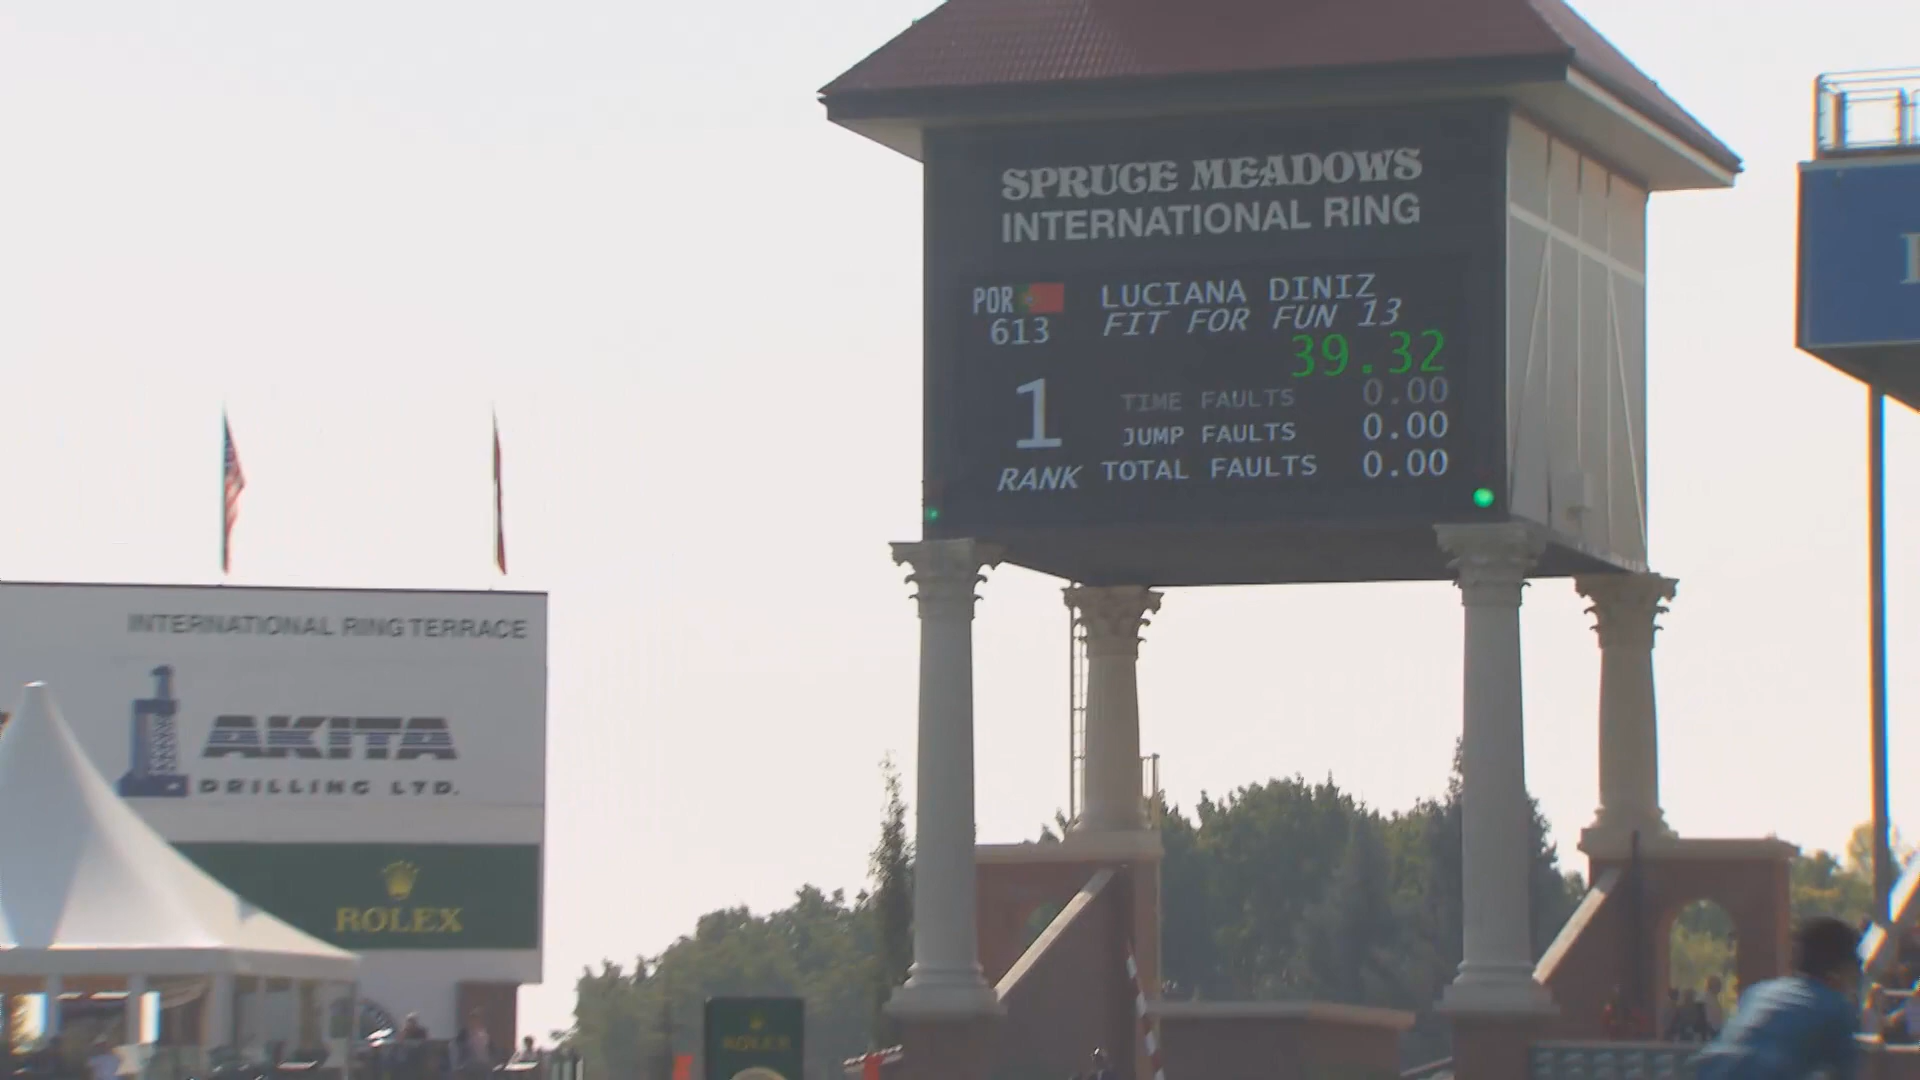 SPRUCE MEADOWS
INTERNATIONAL RING
POR
613
LUCIANA DINIZ
FIT FOR FUN 13
39.32
1
RANK
TIME FAULTS 0.00
JUMP FAULTS 0.00
TOTAL FAULTS 0.00
INTERNATIONAL RING TERRACE
AKITA
DRILLING LTD.
ROLEX
ROLEX